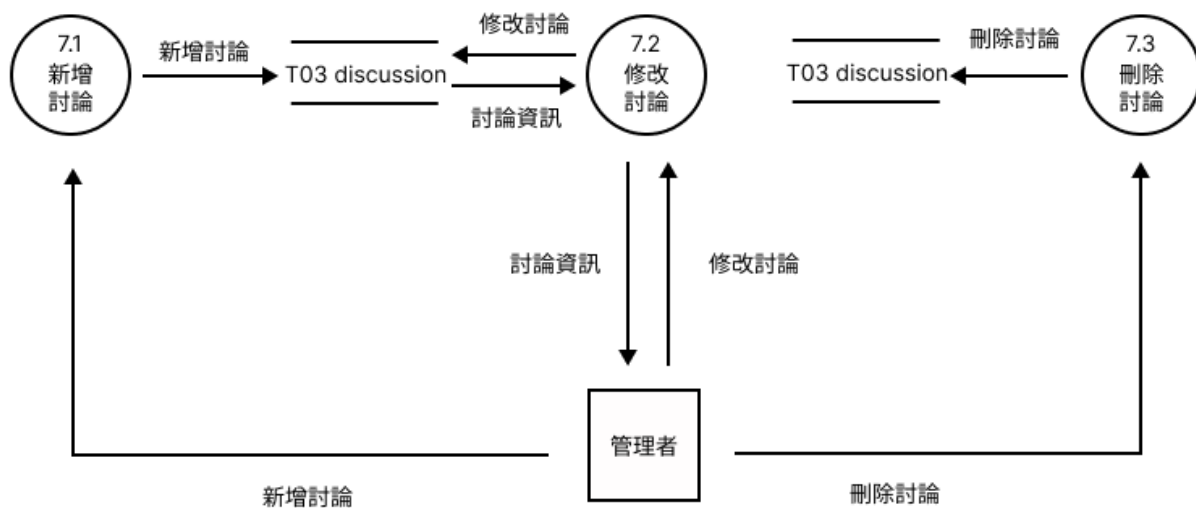 7.1
新增
討論
新增討論
T03 discussion
修改討論
討論資訊
7.2
修改
討論
T03 discussion
刪除討論
7.3
刪除
討論
討論資訊
修改討論
管理者
新增討論
刪除討論